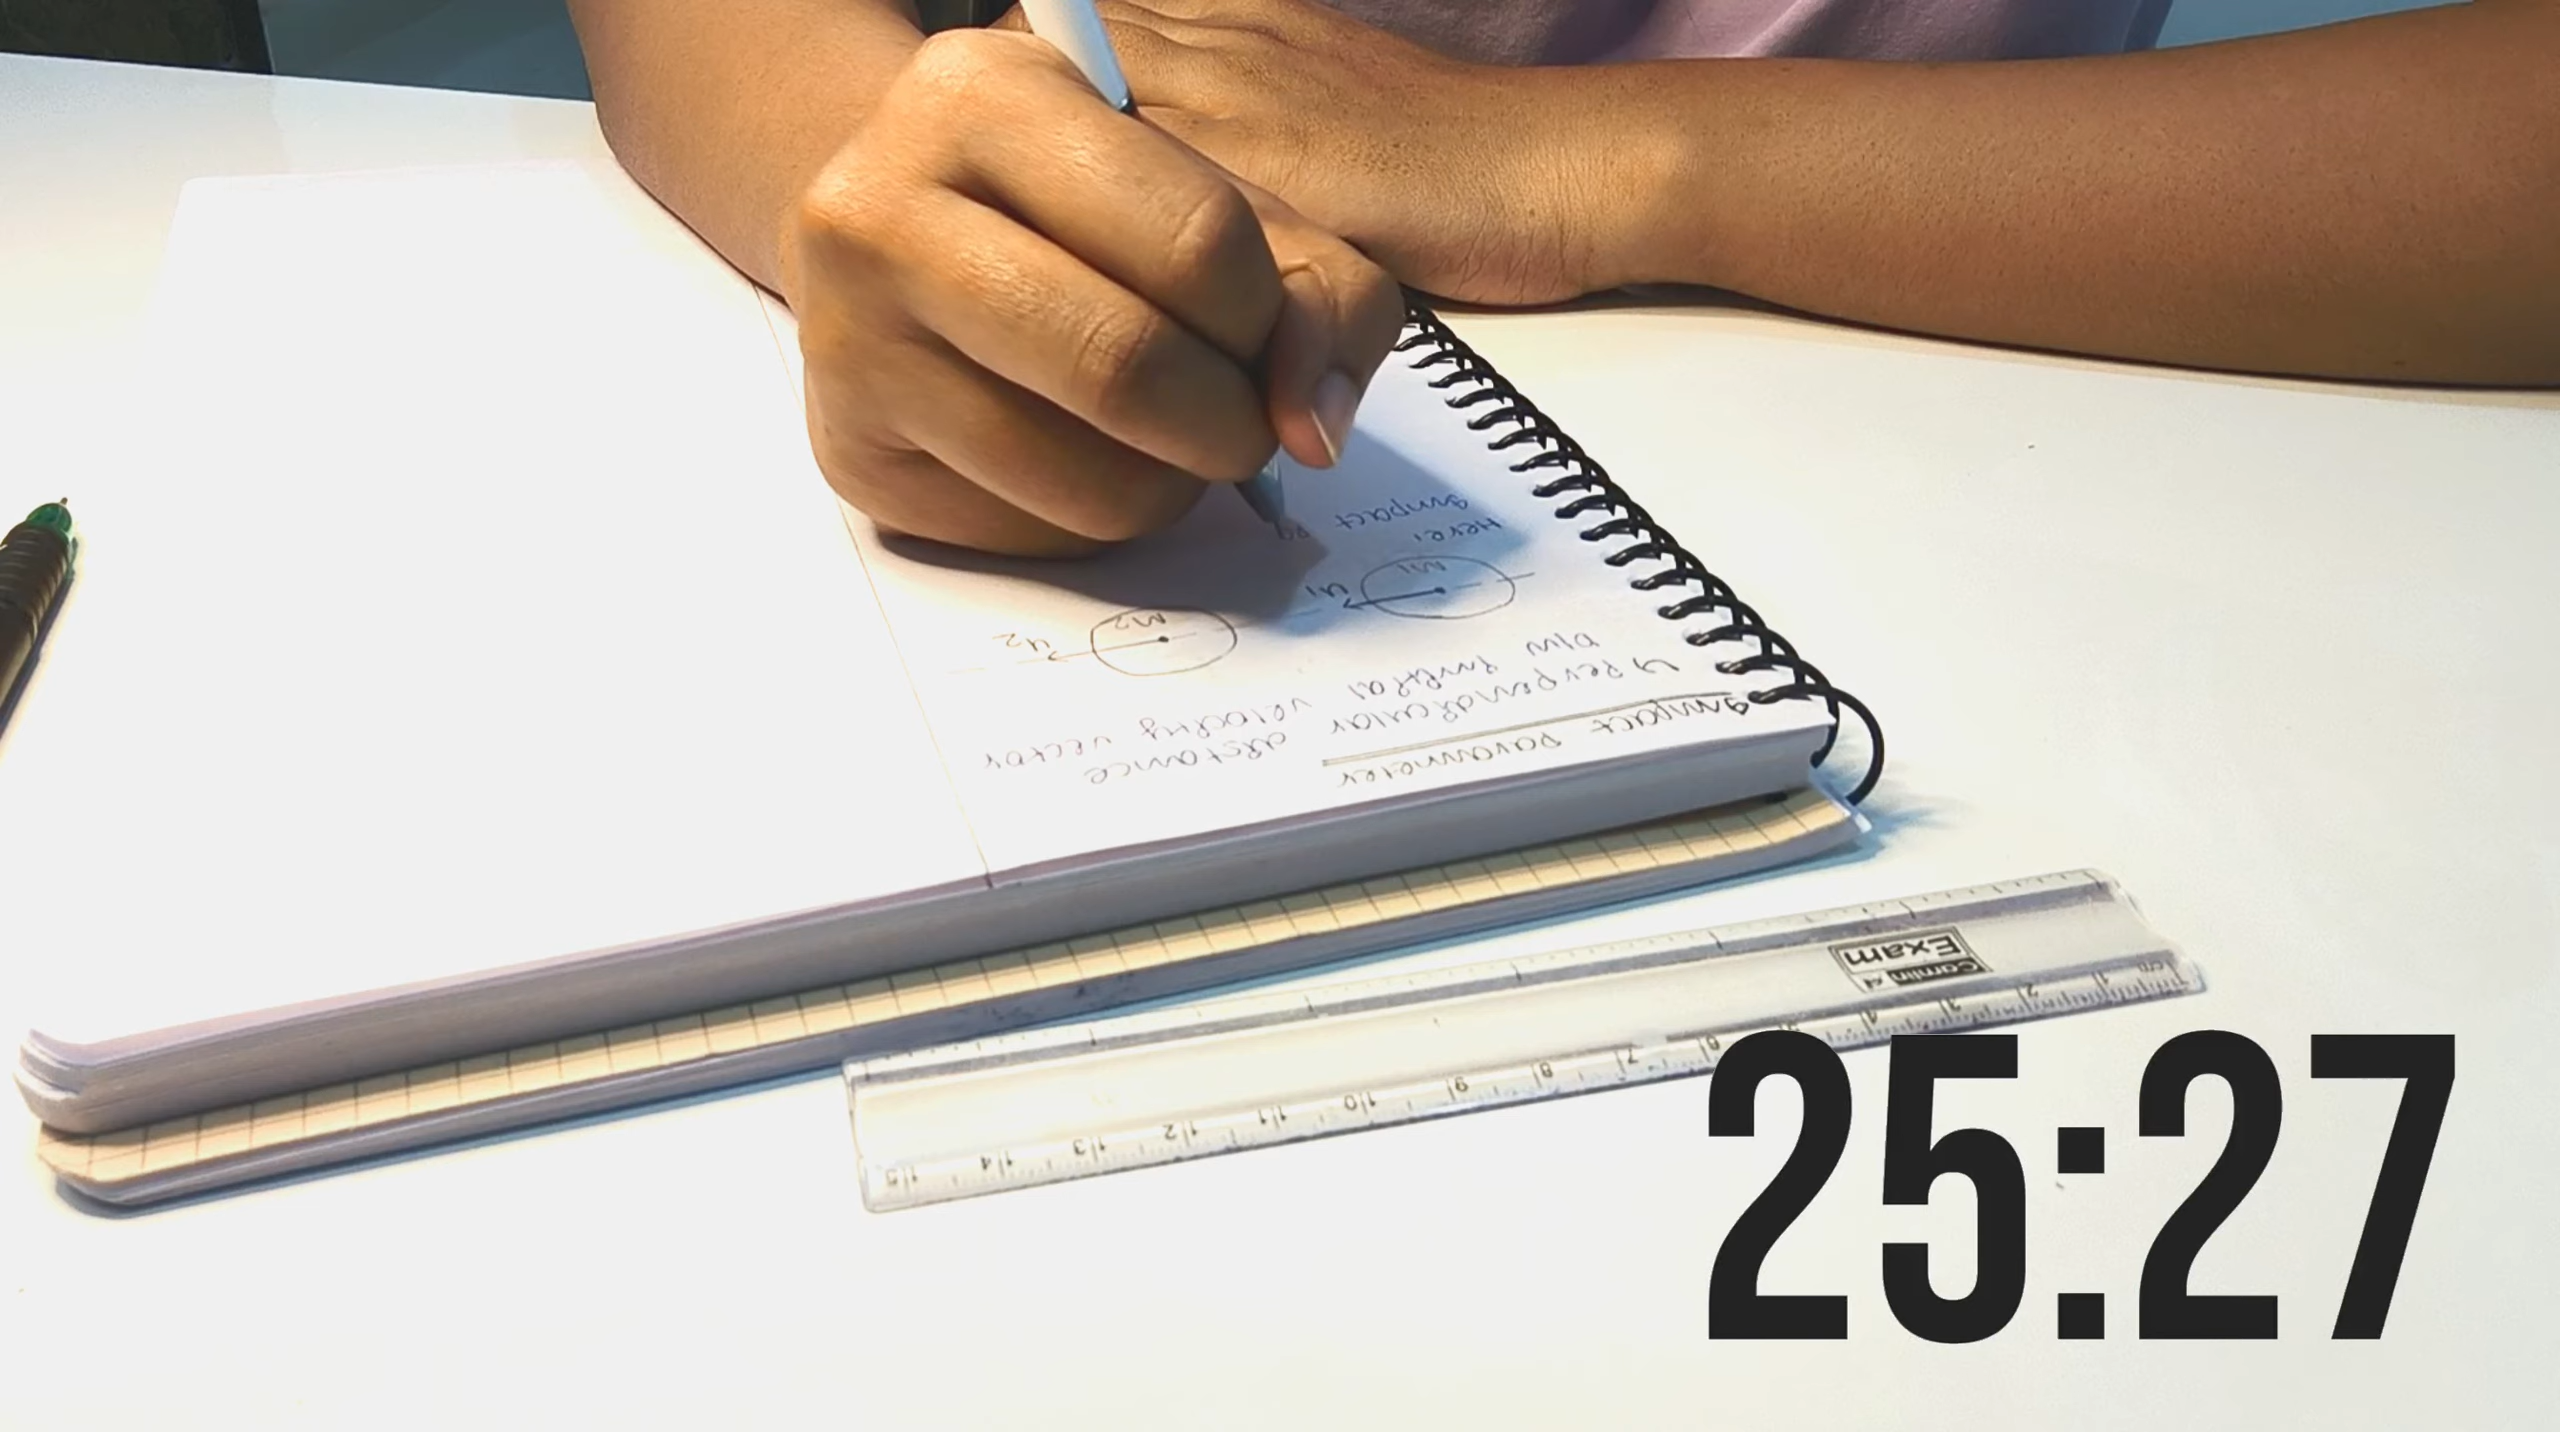 Impact Parameter
↳ Perpendicular distance
b/w Initial velocity vector
M1 u1 M2 u2
Here,
Impact Pa
Camlin
Exam
cm 1 2 3 4 5 6 7 8 9 10 11 12 13 14 15
25:27